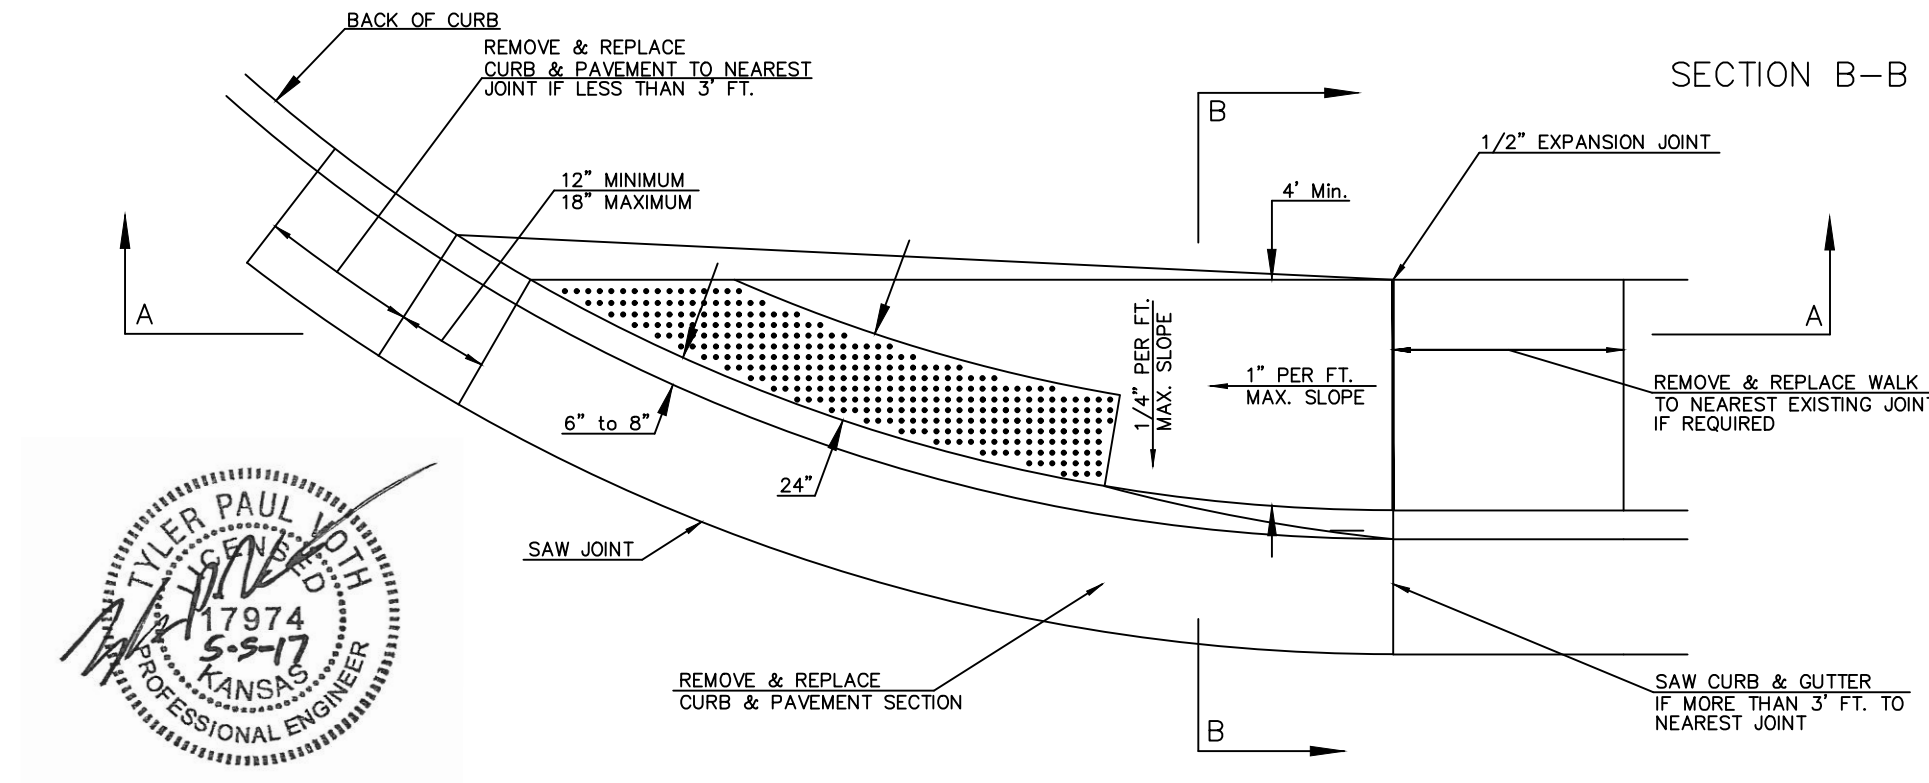 BACK OF CURB
REMOVE & REPLACE
CURB & PAVEMENT TO NEAREST
JOINT IF LESS THAN 3' FT.
SECTION B-B
B
1/2" EXPANSION JOINT
12" MINIMUM
18" MAXIMUM
4' Min.
A
A
1/4" PER FT.
MAX. SLOPE
1" PER FT.
MAX. SLOPE
REMOVE & REPLACE WALK
TO NEAREST EXISTING JOINT
IF REQUIRED
6" to 8"
24"
SAW JOINT
TYLER PAUL VOTH
LICENSED
17974
5-5-17
KANSAS
PROFESSIONAL ENGINEER
REMOVE & REPLACE
CURB & PAVEMENT SECTION
SAW CURB & GUTTER
IF MORE THAN 3' FT. TO
NEAREST JOINT
B